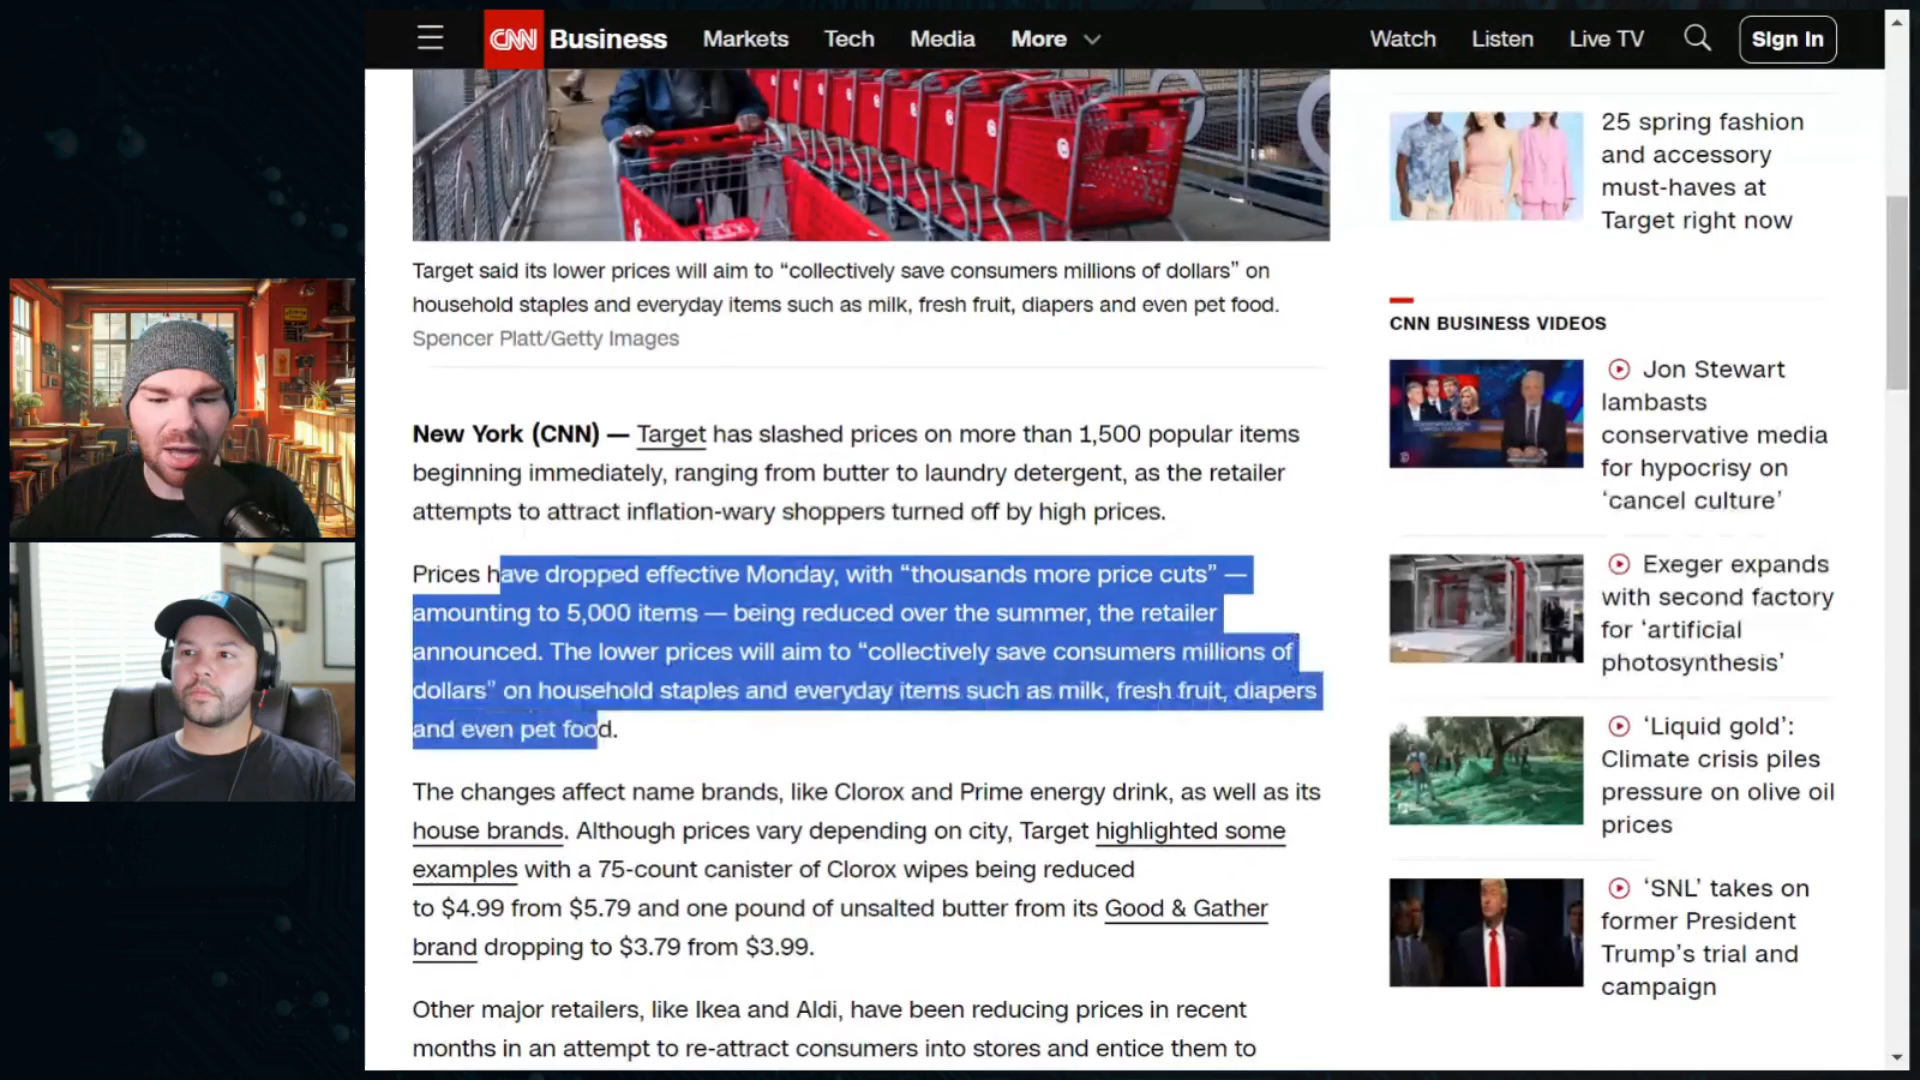 CNN Business Markets Tech Media More Watch Listen Live TV Sign In
Target said its lower prices will aim to “collectively save consumers millions of dollars” on
household staples and everyday items such as milk, fresh fruit, diapers and even pet food.
Spencer Platt/Getty Images
New York (CNN) — Target has slashed prices on more than 1,500 popular items
beginning immediately, ranging from butter to laundry detergent, as the retailer
attempts to attract inflation-wary shoppers turned off by high prices.
Prices have dropped effective Monday, with “thousands more price cuts” —
amounting to 5,000 items — being reduced over the summer, the retailer
announced. The lower prices will aim to “collectively save consumers millions of
dollars” on household staples and everyday items such as milk, fresh fruit, diapers
and even pet food.
The changes affect name brands, like Clorox and Prime energy drink, as well as its
house brands. Although prices vary depending on city, Target highlighted some
examples with a 75-count canister of Clorox wipes being reduced
to $4.99 from $5.79 and one pound of unsalted butter from its Good & Gather
brand dropping to $3.79 from $3.99.
Other major retailers, like Ikea and Aldi, have been reducing prices in recent
months in an attempt to re-attract consumers into stores and entice them to
25 spring fashion
and accessory
must-haves at
Target right now
CNN BUSINESS VIDEOS
Jon Stewart
lambasts
conservative media
for hypocrisy on
‘cancel culture’
Exeger expands
with second factory
for ‘artificial
photosynthesis’
‘Liquid gold’:
Climate crisis piles
pressure on olive oil
prices
‘SNL’ takes on
former President
Trump’s trial and
campaign